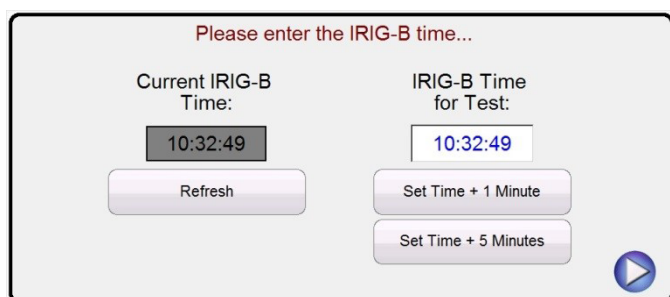 Please enter the IRIG-B time...
Current IRIG-B
Time:
10:32:49
Refresh
IRIG-B Time
for Test:
10:32:49
Set Time + 1 Minute
Set Time + 5 Minutes